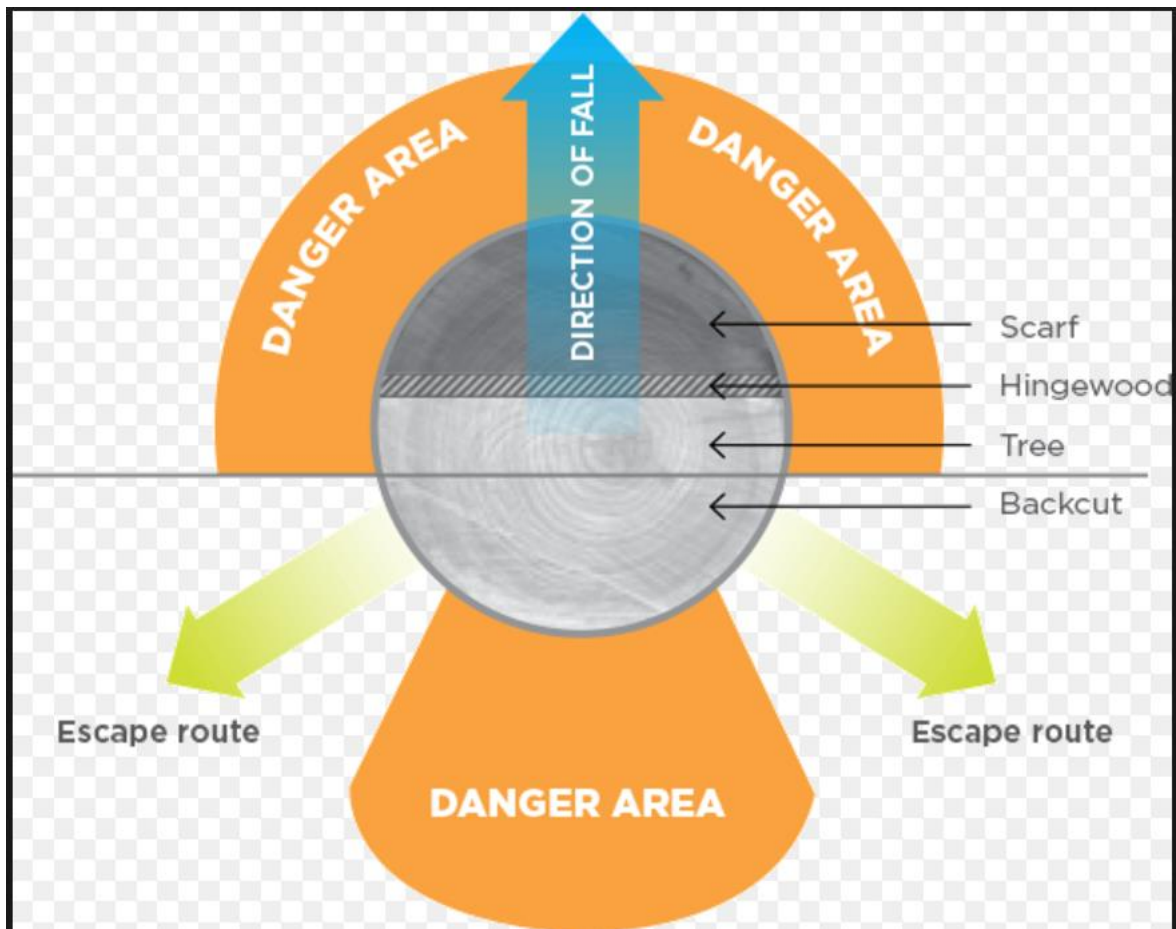 DIRECTION OF FALL
DANGER AREA
DANGER AREA
Scarf
Hingewood
Tree
Backcut
Escape route
Escape route
DANGER AREA